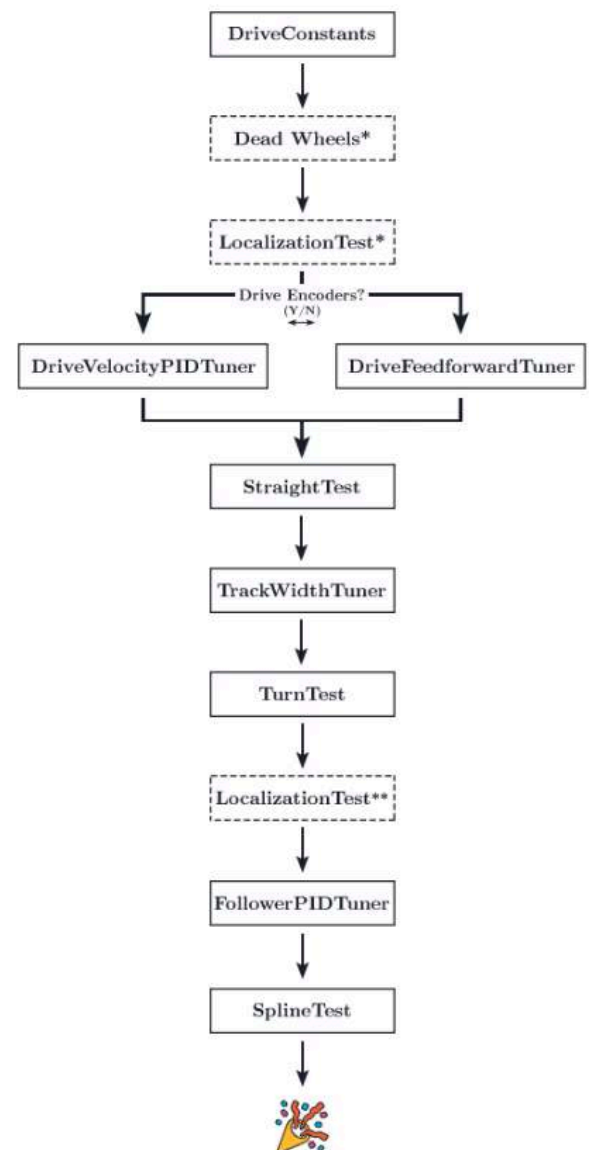 DriveConstants
Dead Wheels*
LocalizationTest*
Drive Encoders?
(Y/N)
DriveVelocityPIDTuner
DriveFeedforwardTuner
StraightTest
TrackWidthTuner
TurnTest
LocalizationTest**
FollowerPIDTuner
SplineTest